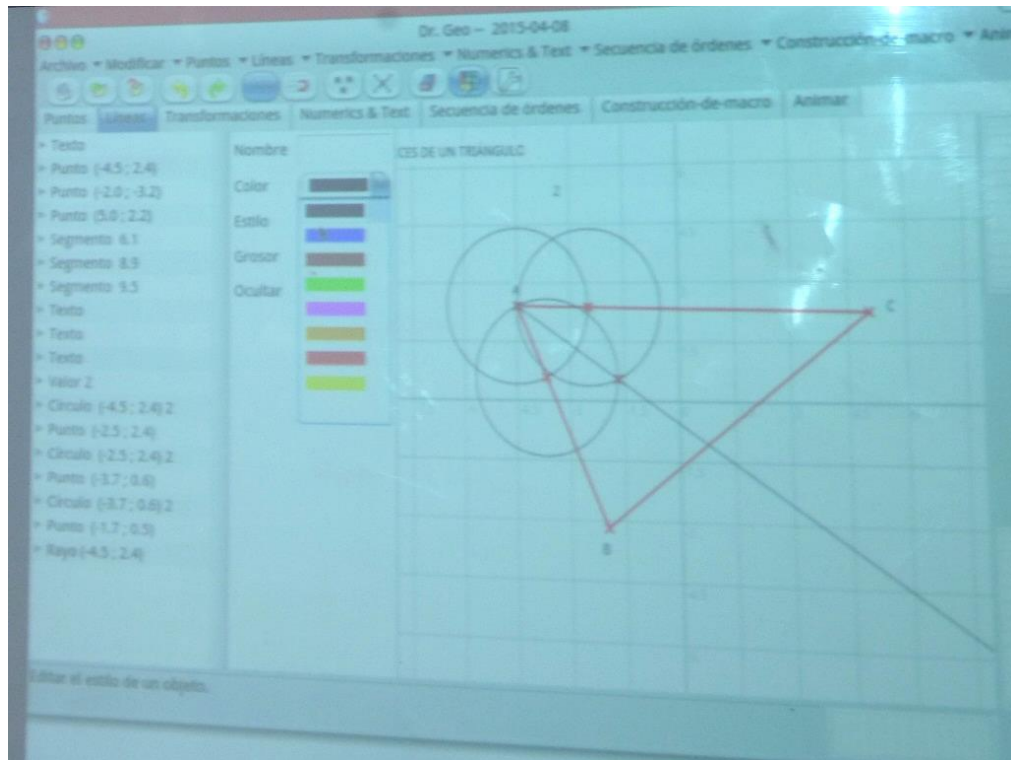 Dr. Geo -- 2015-04-08
Archivo Modificar Puntos Líneas Transformaciones Numerics & Text Secuencia de órdenes Construcción-de-macro
Puntos Líneas Transformaciones Numerics & Text Secuencia de órdenes Construcción-de-macro Animar
Texto
Punto (-4.5 ; 2.4)
Punto (-2.0 ; -3.2)
Punto (5.0 ; 2.2)
Segmento 6.1
Segmento 8.9
Segmento 9.5
Texto
Texto
Texto
Valor 2
Círculo (-4.5 ; 2.4) 2
Punto (-2.5 ; 2.4)
Círculo (-2.5 ; 2.4) 2
Punto (-3.7 ; 0.6)
Círculo (-3.7 ; 0.6) 2
Punto (-1.7 ; 0.5)
Rayo (-4.5 ; 2.4)
Nombre
Color
Estilo
Grosor
Ocultar
CES DE UN TRIÁNGULO
2
A
C
B
Editar el estilo de un objeto.